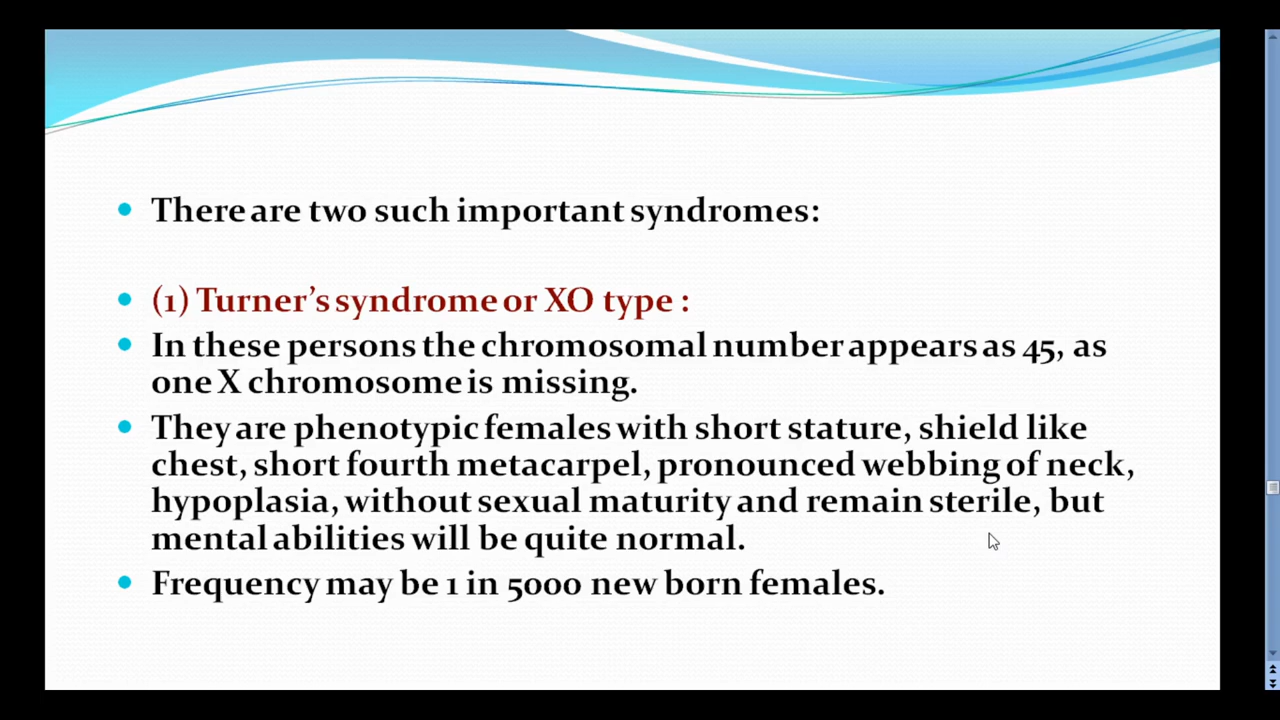 There are two such important syndromes:
(1) Turner’s syndrome or XO type :
In these persons the chromosomal number appears as 45, as
one X chromosome is missing.
They are phenotypic females with short stature, shield like
chest, short fourth metacarpel, pronounced webbing of neck,
hypoplasia, without sexual maturity and remain sterile, but
mental abilities will be quite normal.
Frequency may be 1 in 5000 new born females.